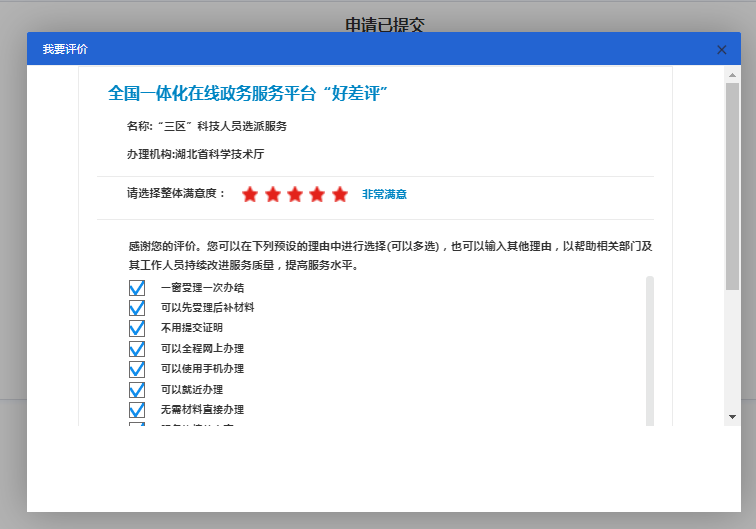 申请已提交
我要评价
全国一体化在线政务服务平台“好差评”
名称:“三区”科技人员选派服务
办理机构:湖北省科学技术厅
请选择整体满意度： 非常满意
感谢您的评价。您可以在下列预设的理由中进行选择(可以多选)，也可以输入其他理由，以帮助相关部门及
其工作人员持续改进服务质量，提高服务水平。
一窗受理一次办结
可以先受理后补材料
不用提交证明
可以全程网上办理
可以使用手机办理
可以就近办理
无需材料直接办理